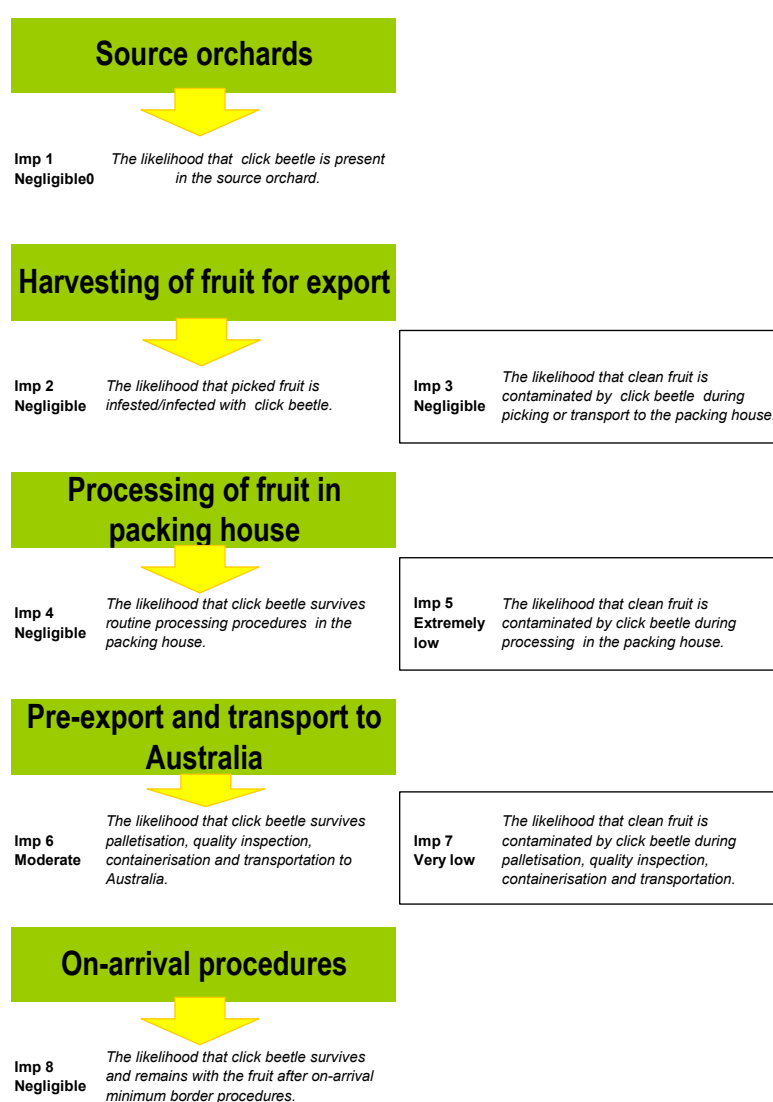 Source orchards
Imp 1
Negligible0
The likelihood that click beetle is present
in the source orchard.
Harvesting of fruit for export
Imp 2
Negligible
The likelihood that picked fruit is
infested/infected with click beetle.
Imp 3
Negligible
The likelihood that clean fruit is
contaminated by click beetle during
picking or transport to the packing house.
Processing of fruit in
packing house
Imp 4
Negligible
The likelihood that click beetle survives
routine processing procedures in the
packing house.
Imp 5
Extremely
low
The likelihood that clean fruit is
contaminated by click beetle during
processing in the packing house.
Pre-export and transport to
Australia
Imp 6
Moderate
The likelihood that click beetle survives
palletisation, quality inspection,
containerisation and transportation to
Australia.
Imp 7
Very low
The likelihood that clean fruit is
contaminated by click beetle during
palletisation, quality inspection,
containerisation and transportation.
On-arrival procedures
Imp 8
Negligible
The likelihood that click beetle survives
and remains with the fruit after on-arrival
minimum border procedures.